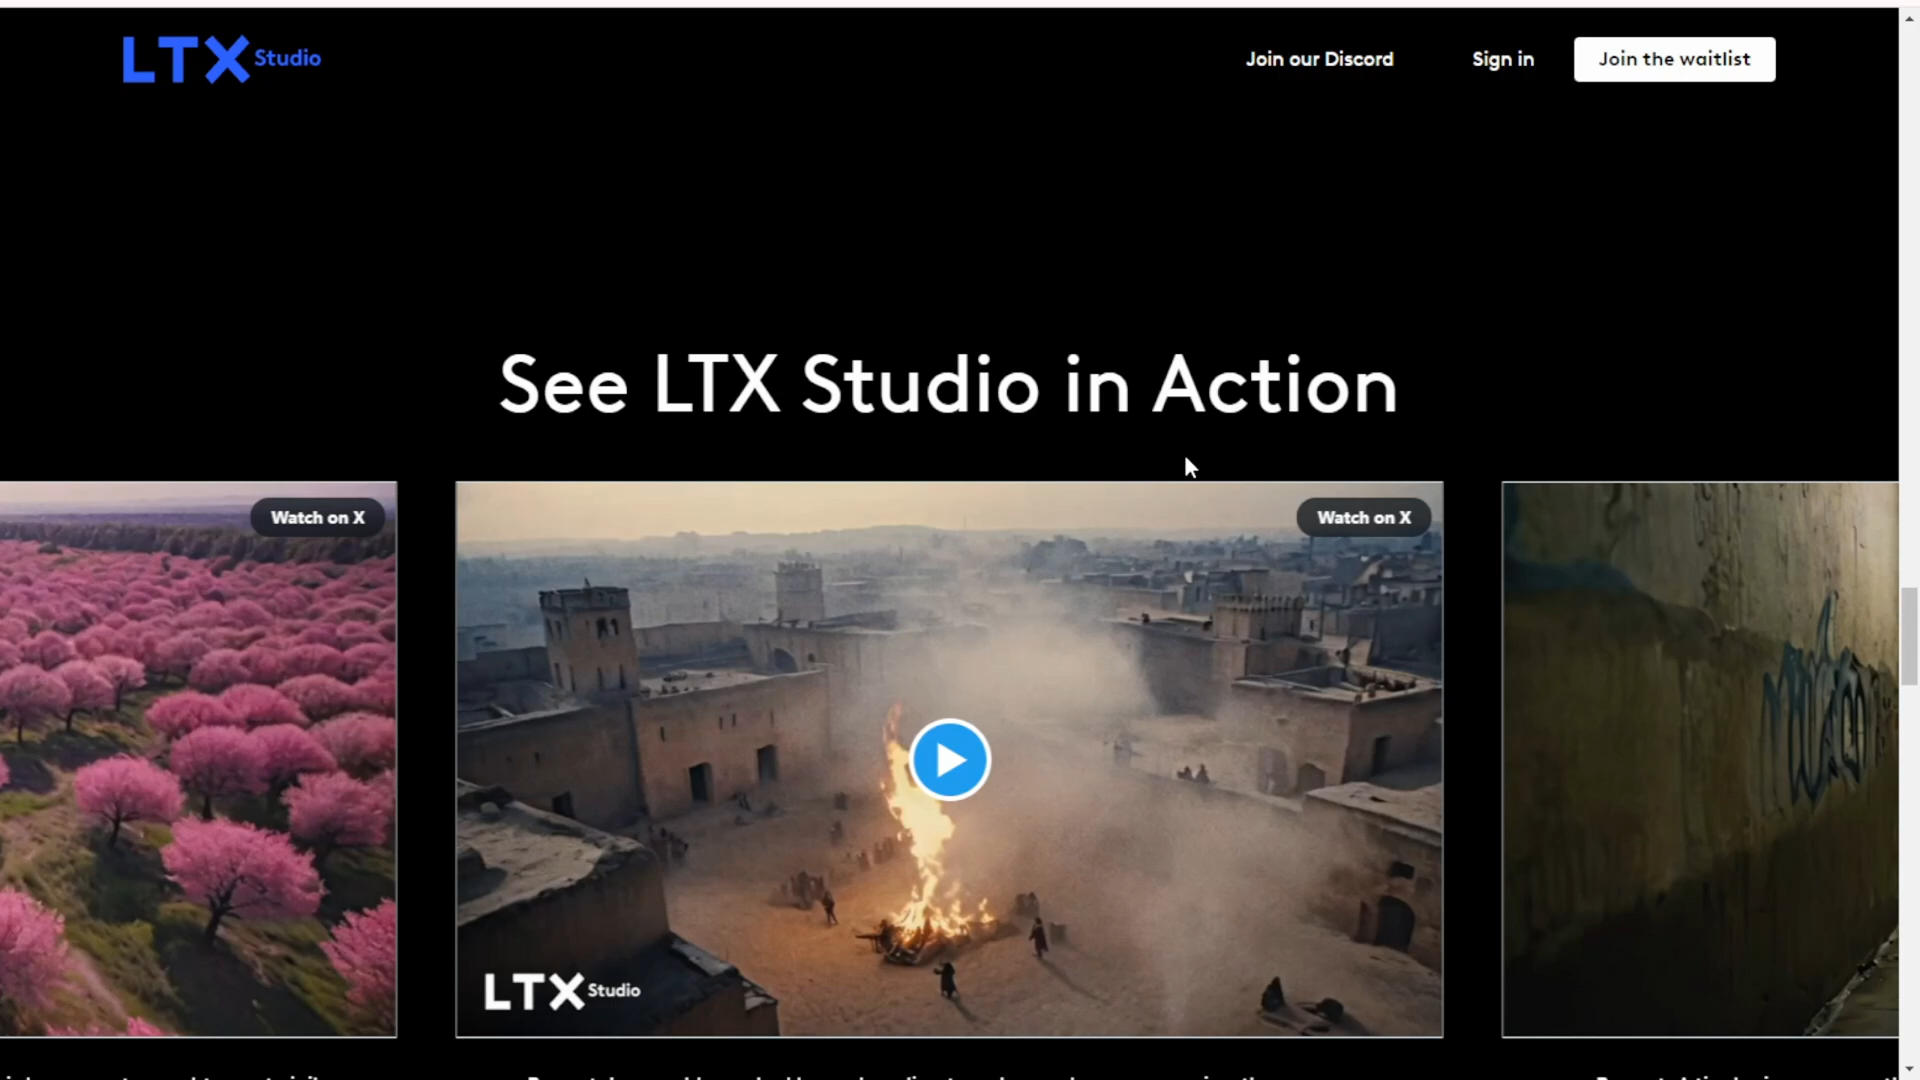 LTX Studio
Join our Discord
Sign in
Join the waitlist
See LTX Studio in Action
Watch on X
Watch on X
LTX Studio